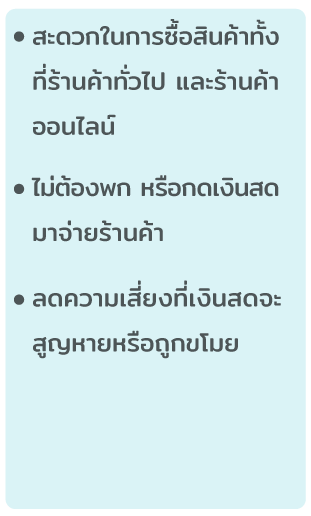 • สะดวกในการซื้อสินค้าทั้ง
ที่ร้านค้าทั่วไป และร้านค้า
ออนไลน์
• ไม่ต้องพก หรือกดเงินสด
มาจ่ายร้านค้า
• ลดความเสี่ยงที่เงินสดจะ
สูญหายหรือถูกขโมย